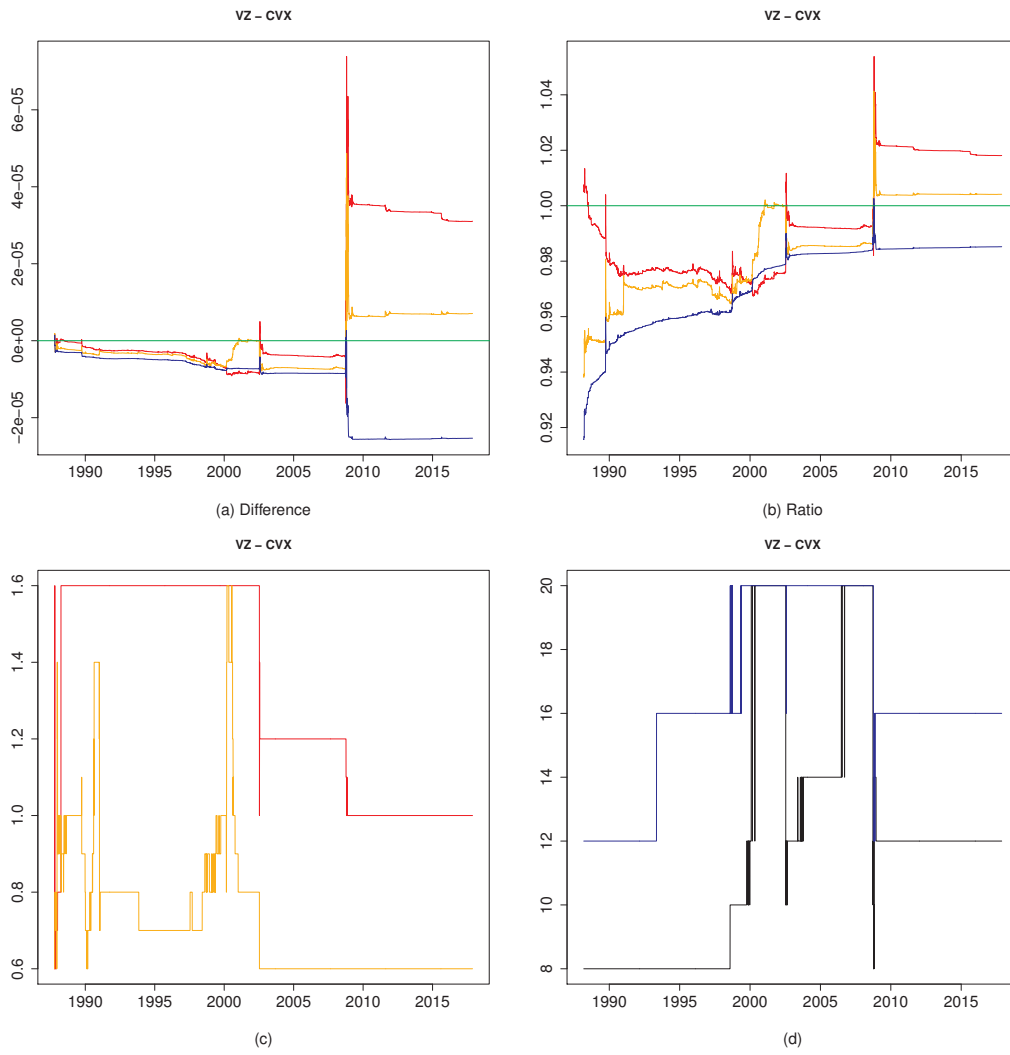 VZ − CVX
VZ − CVX
6e−05
4e−05
2e−05
0e+00
−2e−05
1990 1995 2000 2005 2010 2015
(a) Difference
1.04
1.02
1.00
0.98
0.96
0.94
0.92
1990 1995 2000 2005 2010 2015
(b) Ratio
VZ − CVX
VZ − CVX
1.6
1.4
1.2
1.0
0.8
0.6
1990 1995 2000 2005 2010 2015
(c)
20
16
14
12
10
8
1990 1995 2000 2005 2010 2015
(d)